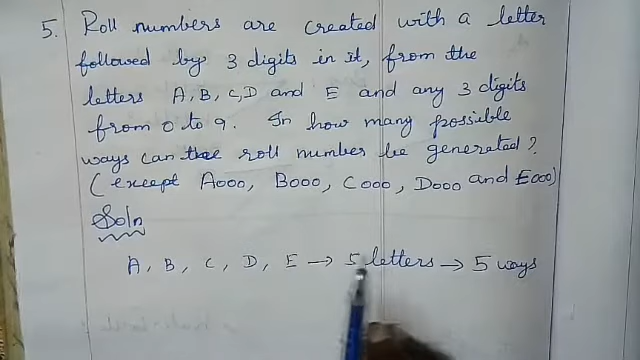 5. Roll numbers are created with a letter
followed by 3 digits in it, from the
letters A, B, C, D and E and any 3 digits
from 0 to 9. In how many possible
ways can the roll number be generated?
(except A000, B000, C000, D000 and E000)
Soln
A, B, C, D, E → 5 letters → 5 ways